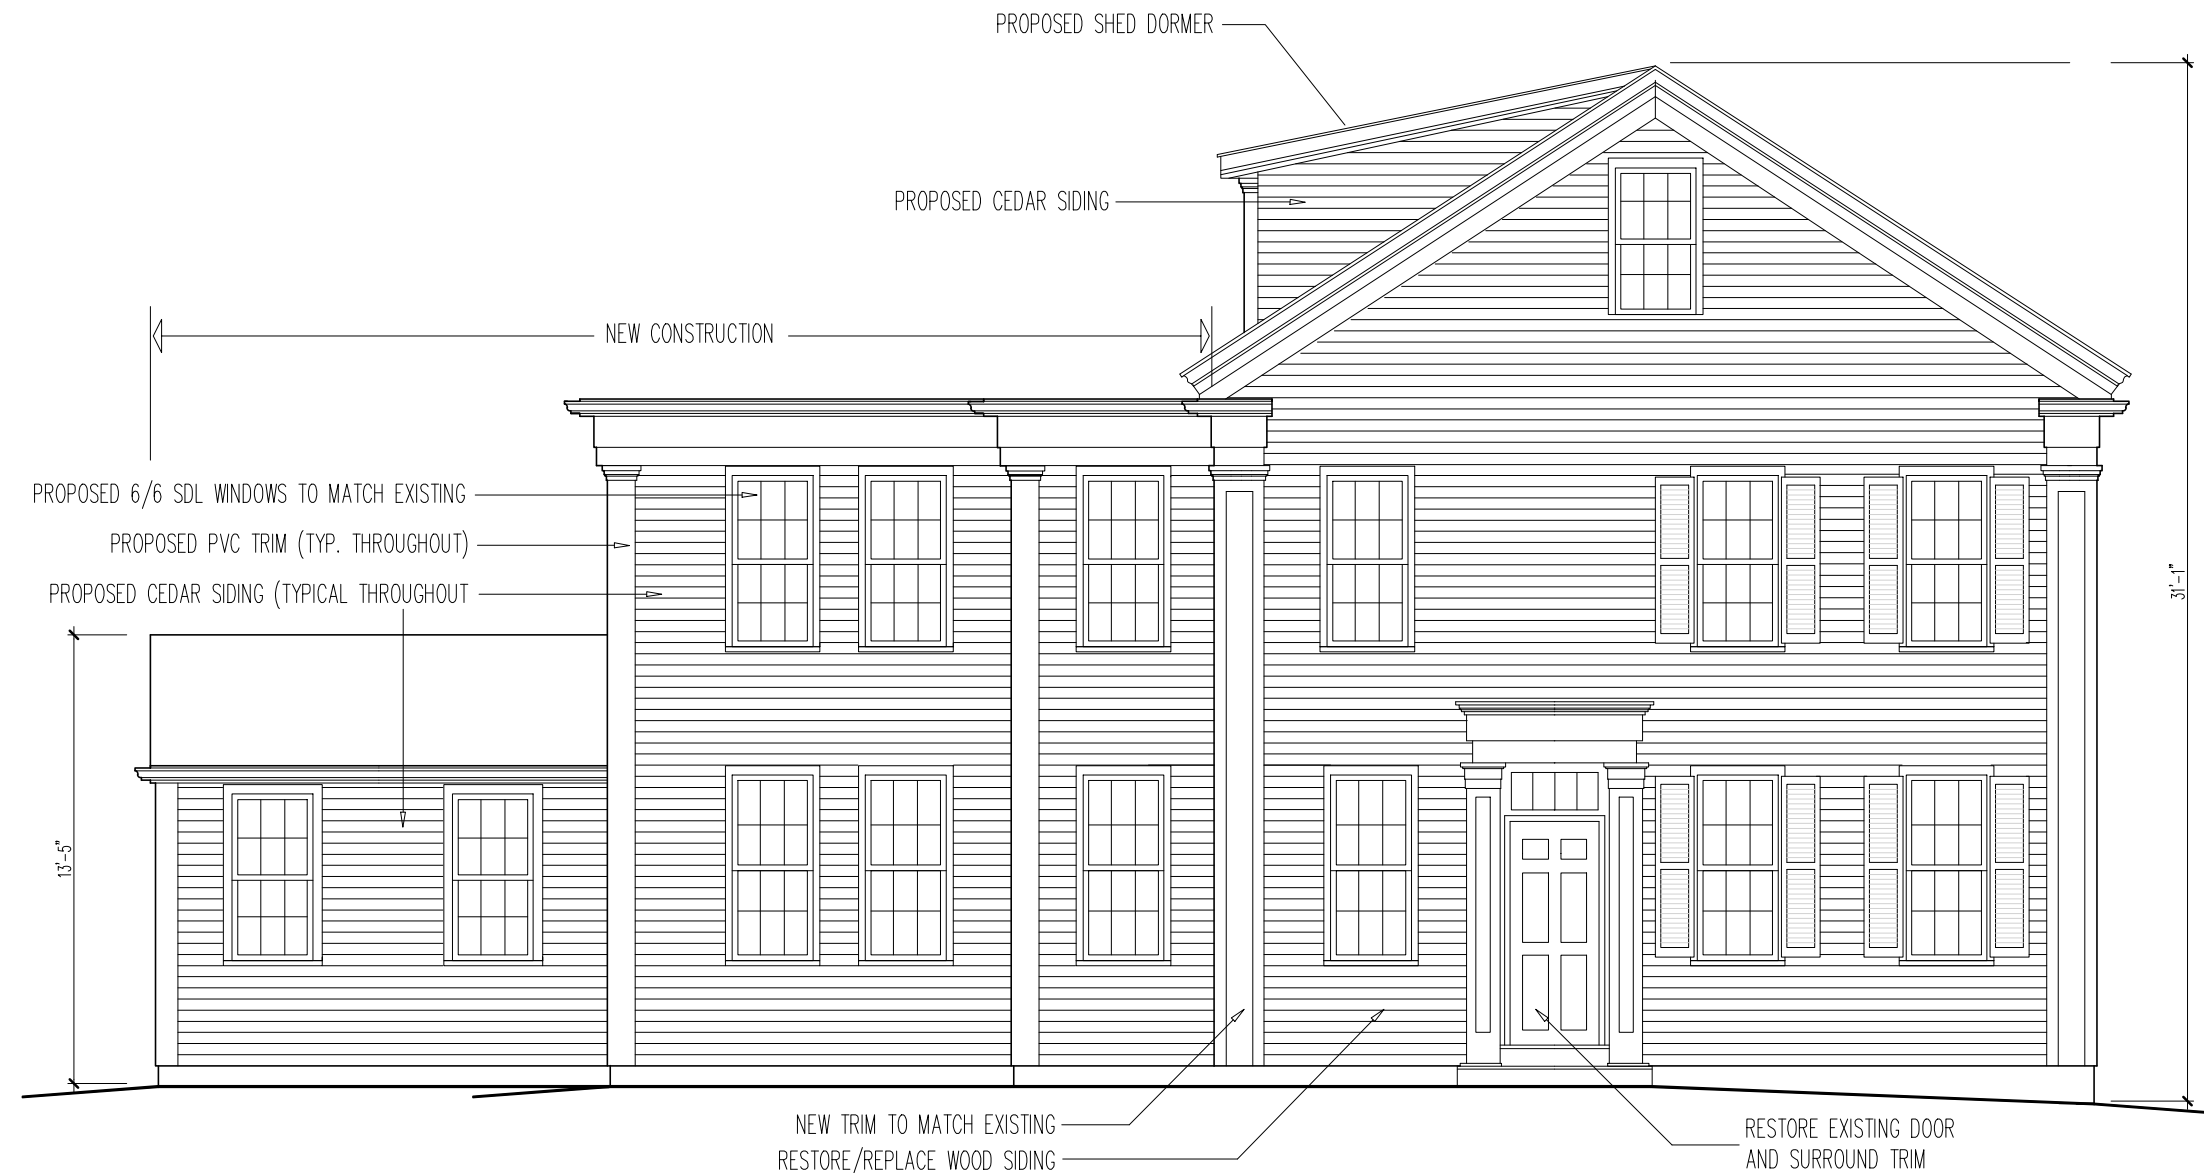 PROPOSED SHED DORMER
PROPOSED CEDAR SIDING
NEW CONSTRUCTION
PROPOSED 6/6 SDL WINDOWS TO MATCH EXISTING
PROPOSED PVC TRIM (TYP. THROUGHOUT)
PROPOSED CEDAR SIDING (TYPICAL THROUGHOUT
31'-1"
13'-5"
NEW TRIM TO MATCH EXISTING
RESTORE/REPLACE WOOD SIDING
RESTORE EXISTING DOOR
AND SURROUND TRIM